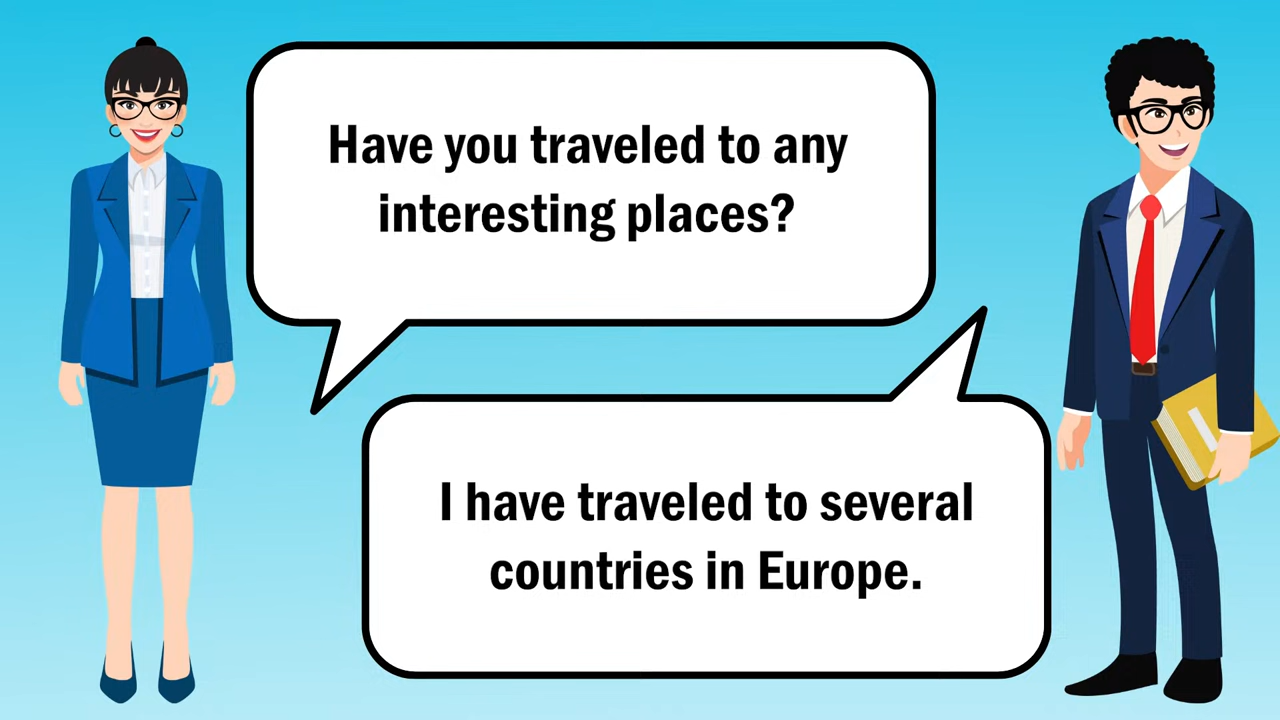 Have you traveled to any
interesting places?
I have traveled to several
countries in Europe.